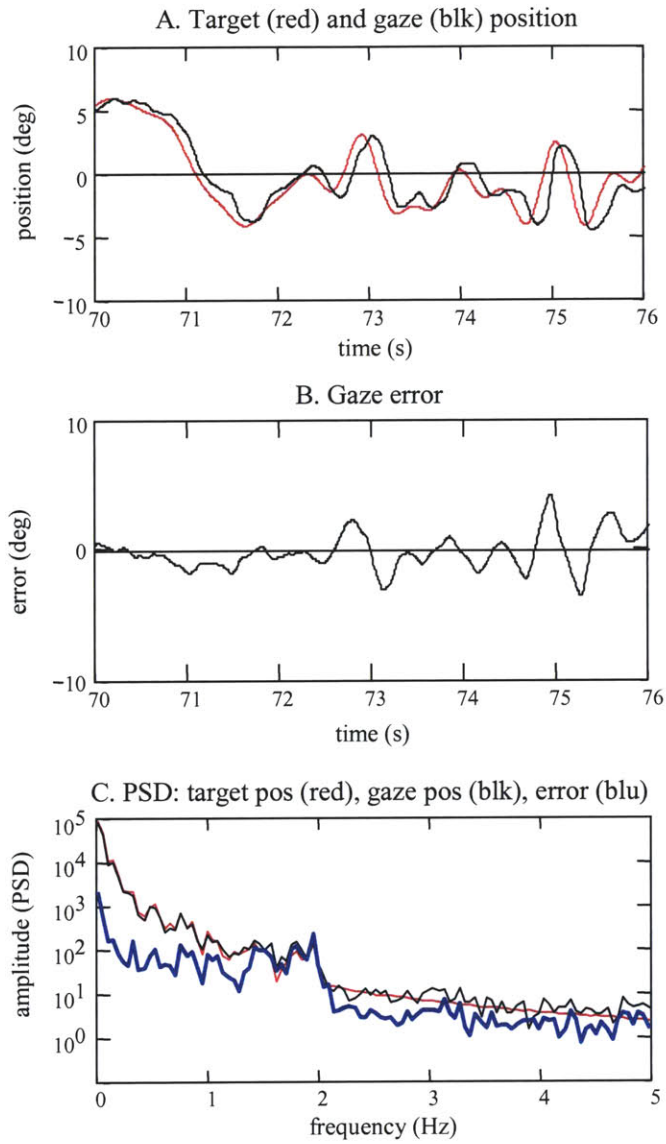 A. Target (red) and gaze (blk) position
10
5
0
−5
−10
position (deg)
70 71 72 73 74 75 76
time (s)
B. Gaze error
10
0
−10
error (deg)
70 71 72 73 74 75 76
time (s)
C. PSD: target pos (red), gaze pos (blk), error (blu)
10^5
10^4
10^3
10^2
10^1
10^0
amplitude (PSD)
0 1 2 3 4 5
frequency (Hz)